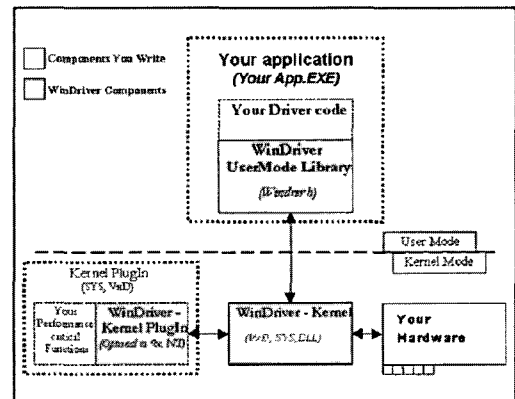 Components You Write
WinDriver Components
Your application
(Your App.EXE)
Your Driver code
WinDriver
UserMode Library
User Mode
Kernel Mode
Kernel PlugIn
(SYS, VxD)
Your
Performance
critical
Functions
WinDriver -
Kernel PlugIn
WinDriver - Kernel
(VxD, SYS, DLL)
Your
Hardware